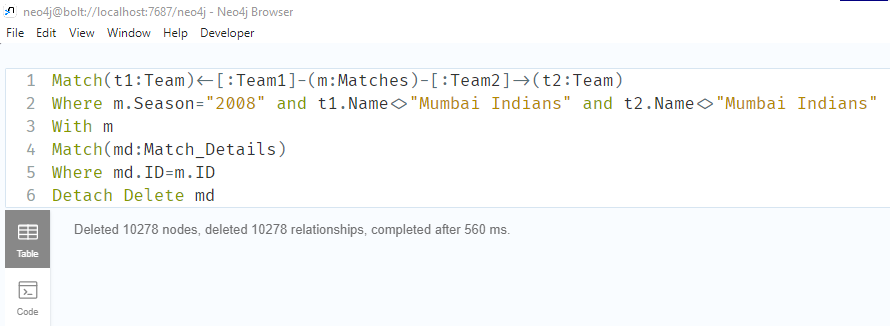 neo4j@bolt://localhost:7687/neo4j - Neo4j Browser
File Edit View Window Help Developer
1 Match(t1:Team)<-[:Team1]-(m:Matches)-[:Team2]->(t2:Team)
2 Where m.Season="2008" and t1.Name<>"Mumbai Indians" and t2.Name<>"Mumbai Indians"
3 With m
4 Match(md:Match_Details)
5 Where md.ID=m.ID
6 Detach Delete md
Deleted 10278 nodes, deleted 10278 relationships, completed after 560 ms.
Table
Code